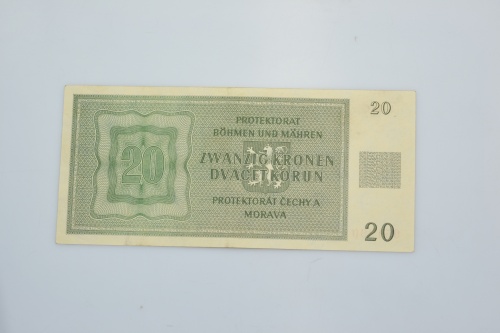 20
PROTEKTORAT
BÖHMEN UND MÄHREN
ZWANZIG KRONEN
DVACET KORUN
PROTEKTORÁT ČECHY A
MORAVA
20
20